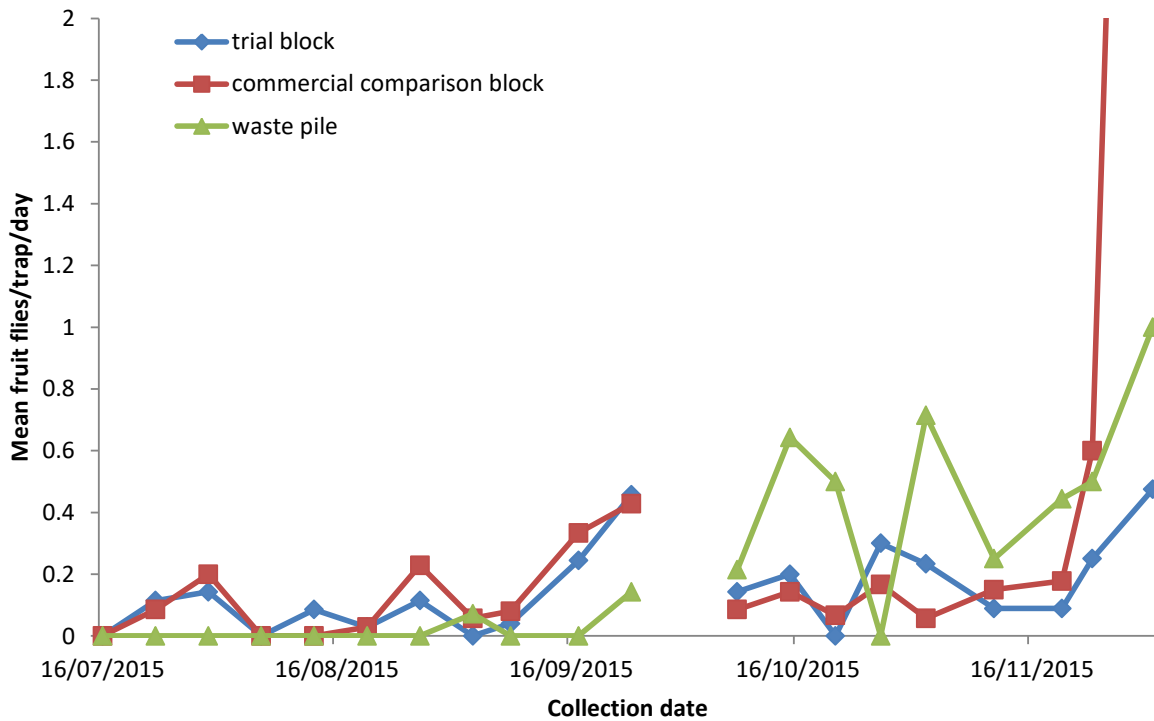 2
1.8
1.6
1.4
1.2
1
0.8
0.6
0.4
0.2
0
Mean fruit flies/trap/day
trial block
commercial comparison block
waste pile
16/07/2015 16/08/2015 16/09/2015 16/10/2015 16/11/2015
Collection date